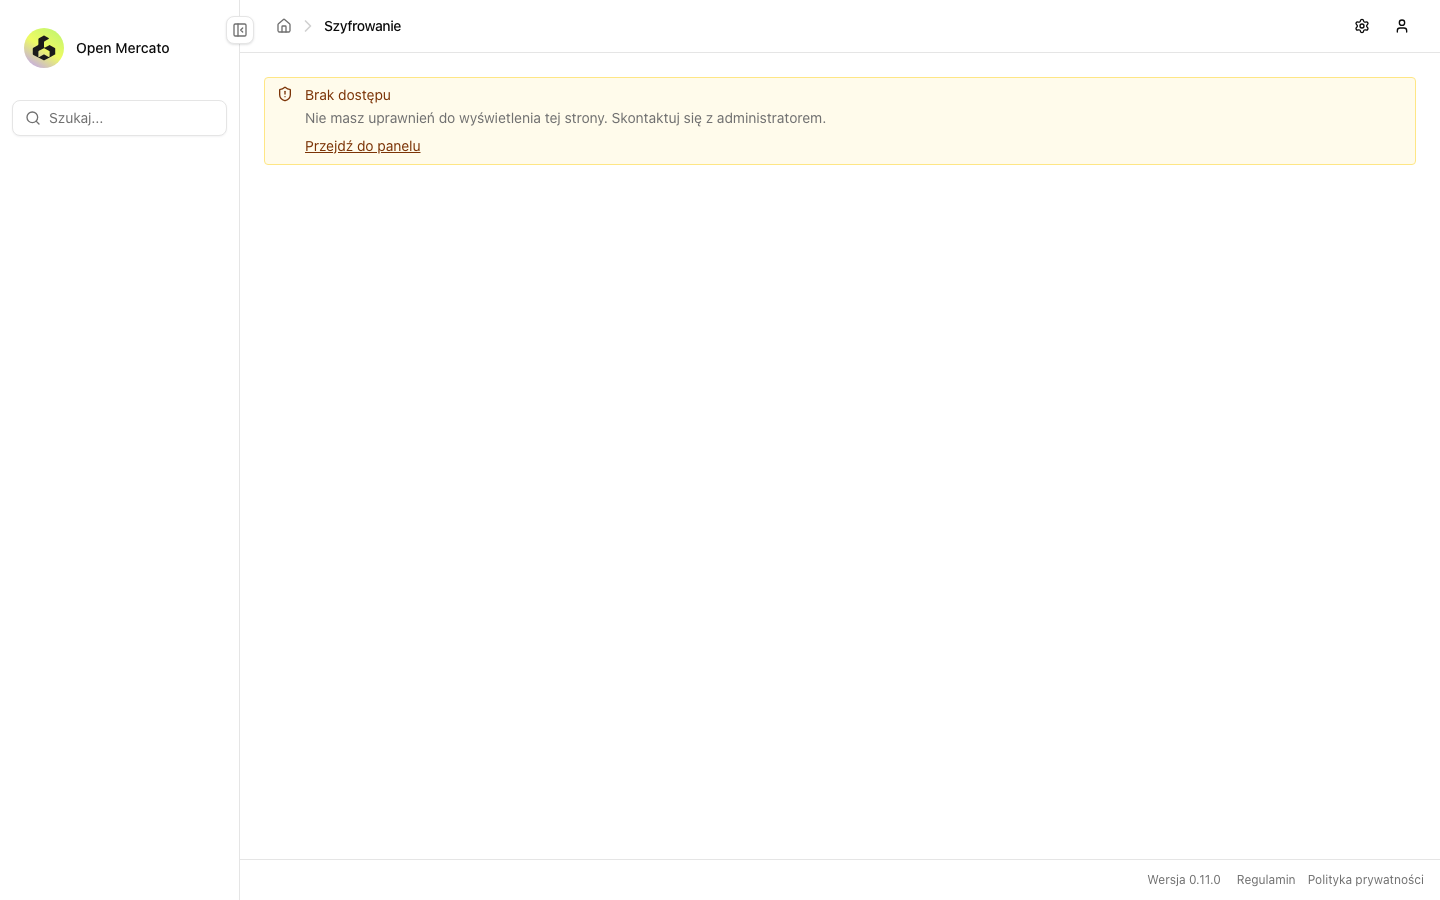 Open Mercato
Szukaj...
Szyfrowanie
Brak dostępu
Nie masz uprawnień do wyświetlenia tej strony. Skontaktuj się z administratorem.
Przejdź do panelu
Wersja 0.11.0 Regulamin Polityka prywatności